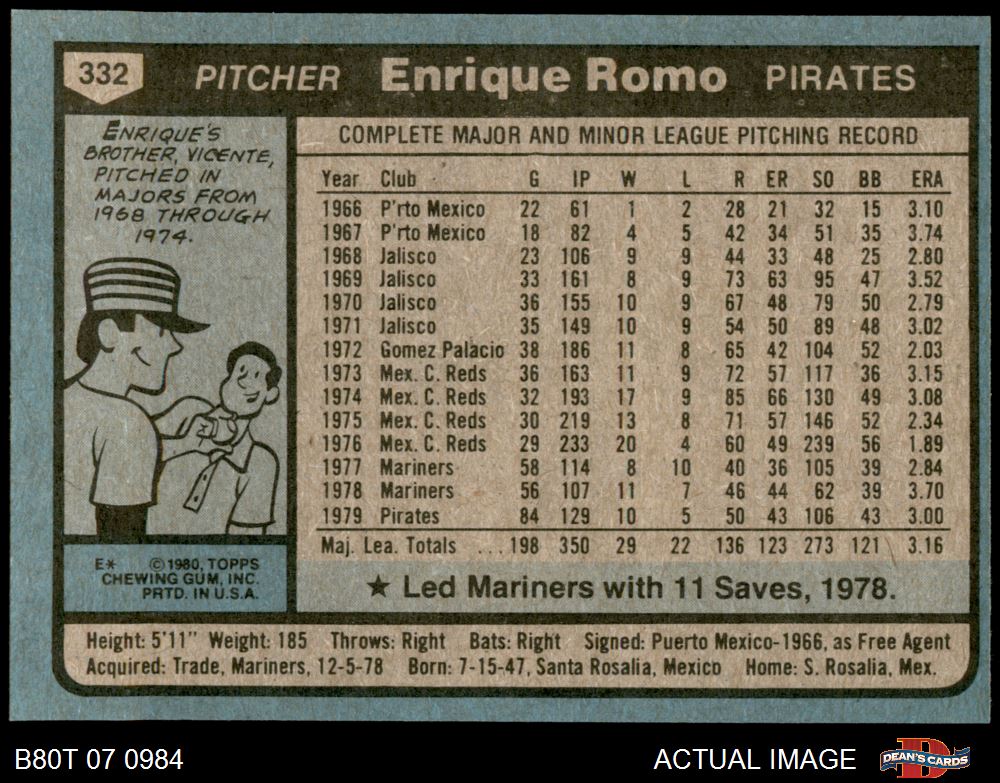 332 PITCHER Enrique Romo PIRATES
ENRIQUE'S
BROTHER, VICENTE,
PITCHED IN
MAJORS FROM
1968 THROUGH
1974.
E* © 1980, TOPPS
CHEWING GUM, INC.
PRTD. IN U.S.A.
COMPLETE MAJOR AND MINOR LEAGUE PITCHING RECORD
Year Club G IP W L R ER SO BB ERA
1966 P'rto Mexico 22 61 1 2 28 21 32 15 3.10
1967 P'rto Mexico 18 82 4 5 42 34 51 35 3.74
1968 Jalisco 23 106 9 9 44 33 48 25 2.80
1969 Jalisco 33 161 8 9 73 63 95 47 3.52
1970 Jalisco 36 155 10 9 67 48 79 50 2.79
1971 Jalisco 35 149 10 9 54 50 89 48 3.02
1972 Gomez Palacio 38 186 11 8 65 42 104 52 2.03
1973 Mex. C. Reds 36 163 11 9 72 57 117 36 3.15
1974 Mex. C. Reds 32 193 17 9 85 66 130 49 3.08
1975 Mex. C. Reds 30 219 13 8 71 57 146 52 2.34
1976 Mex. C. Reds 29 233 20 4 60 49 239 56 1.89
1977 Mariners 58 114 8 10 40 36 105 39 2.84
1978 Mariners 56 107 11 7 46 44 62 39 3.70
1979 Pirates 84 129 10 5 50 43 106 43 3.00
Maj. Lea. Totals ... 198 350 29 22 136 123 273 121 3.16
★ Led Mariners with 11 Saves, 1978.
Height: 5'11" Weight: 185 Throws: Right Bats: Right Signed: Puerto Mexico-1966, as Free Agent
Acquired: Trade, Mariners, 12-5-78 Born: 7-15-47, Santa Rosalia, Mexico Home: S. Rosalia, Mex.
B80T 07 0984 ACTUAL IMAGE DEAN'S CARDS